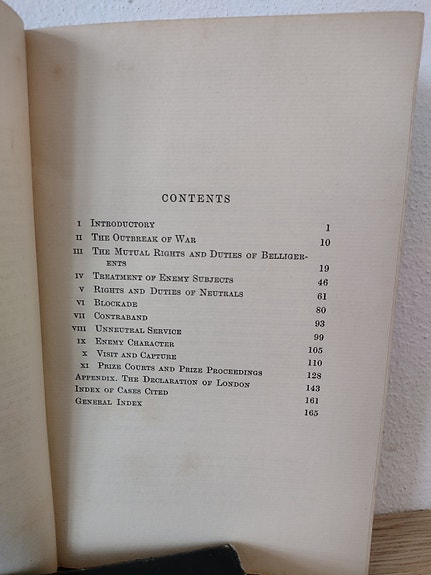 CONTENTS
I INTRODUCTORY 1
II THE OUTBREAK OF WAR 10
III THE MUTUAL RIGHTS AND DUTIES OF BELLIGER-
ENTS 19
IV TREATMENT OF ENEMY SUBJECTS 46
V RIGHTS AND DUTIES OF NEUTRALS 61
VI BLOCKADE 80
VII CONTRABAND 93
VIII UNNEUTRAL SERVICE 99
IX ENEMY CHARACTER 105
X VISIT AND CAPTURE 110
XI PRIZE COURTS AND PRIZE PROCEEDINGS 128
APPENDIX. THE DECLARATION OF LONDON 143
INDEX OF CASES CITED 161
GENERAL INDEX 165